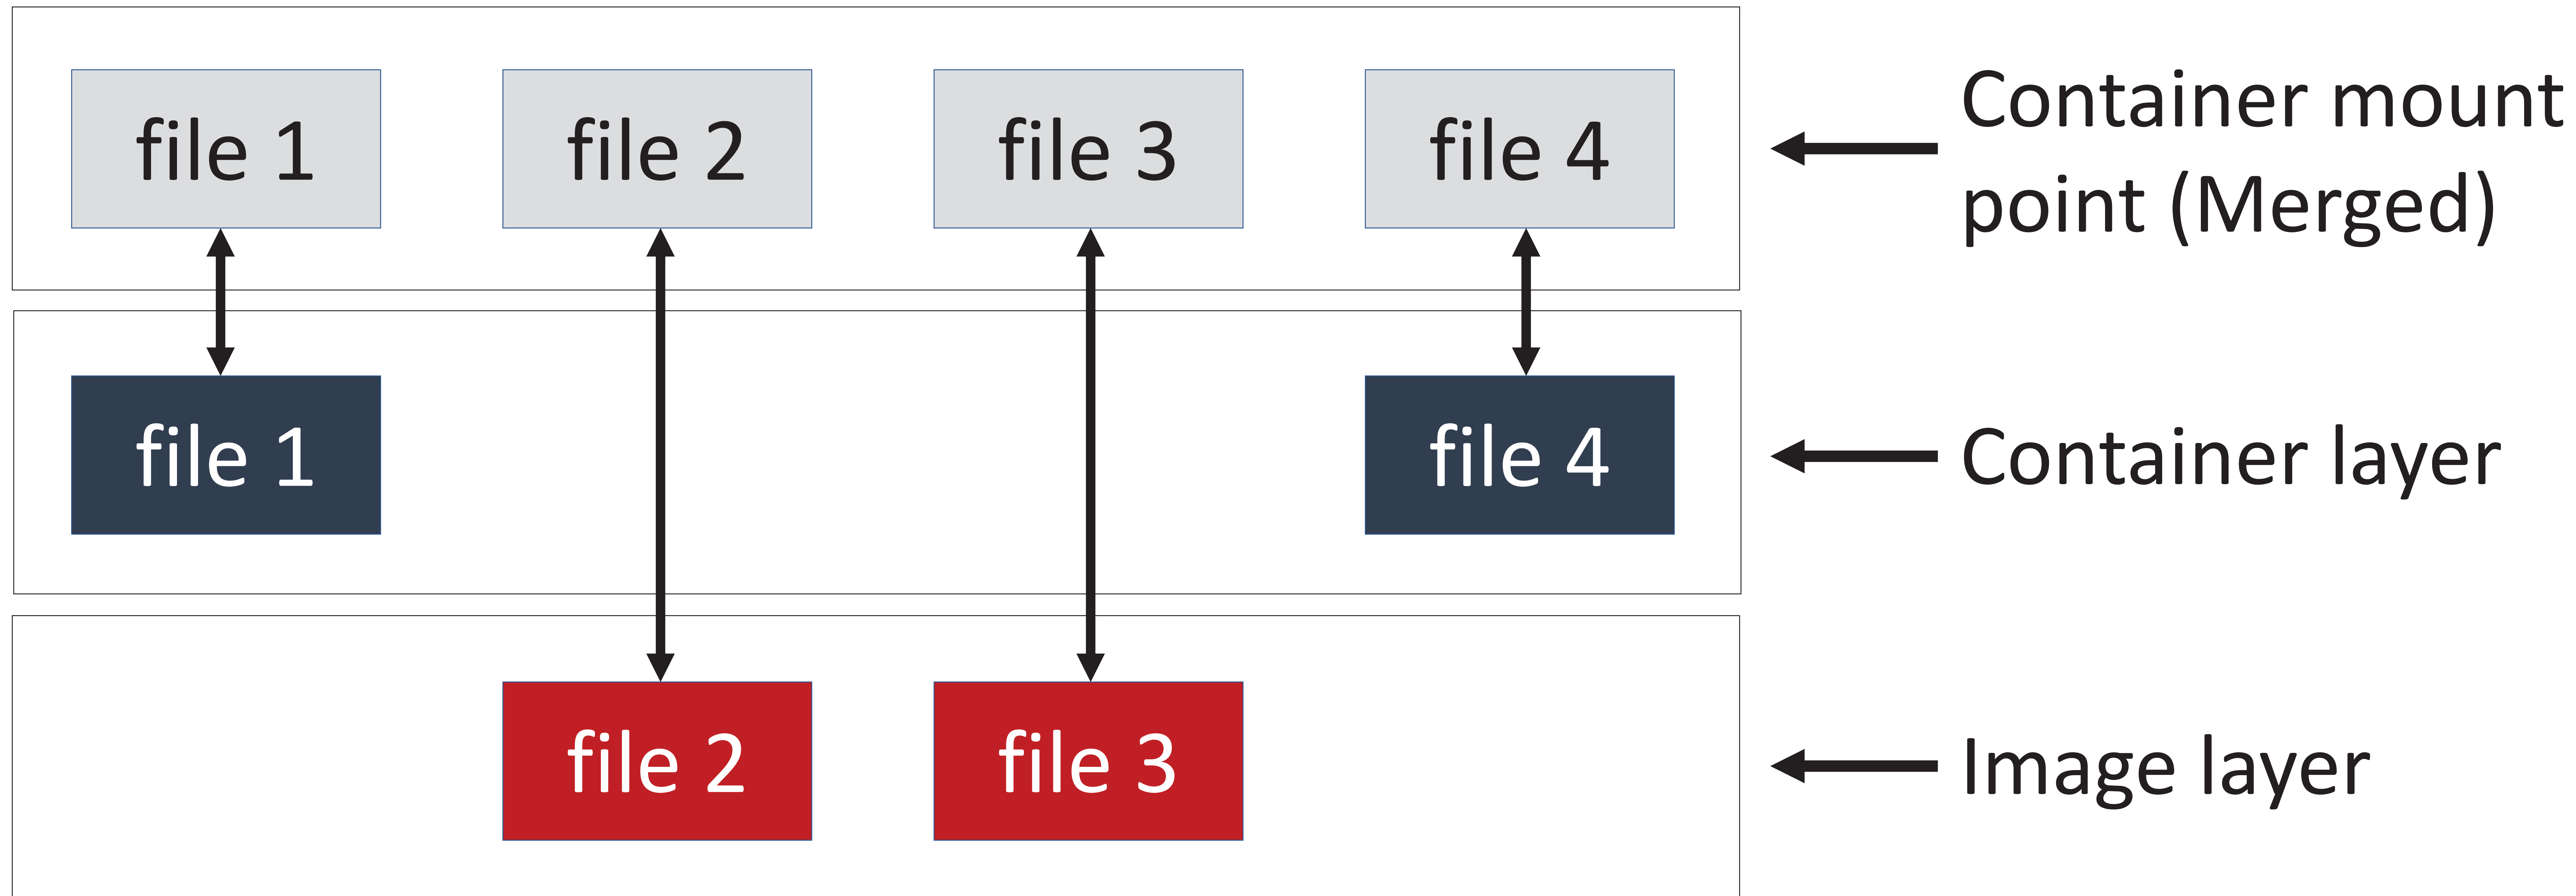 file 1
file 2
file 3
file 4
Container mount
point (Merged)
file 1
file 4
Container layer
file 2
file 3
Image layer